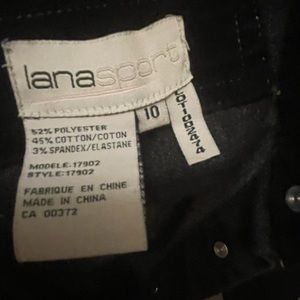 lanasport
10
52% POLYESTER
45% COTTON/COTON
3% SPANDEX/ELASTANE
MODELE:17902
STYLE:17902
FABRIQUE EN CHINE
MADE IN CHINA
CA 00372